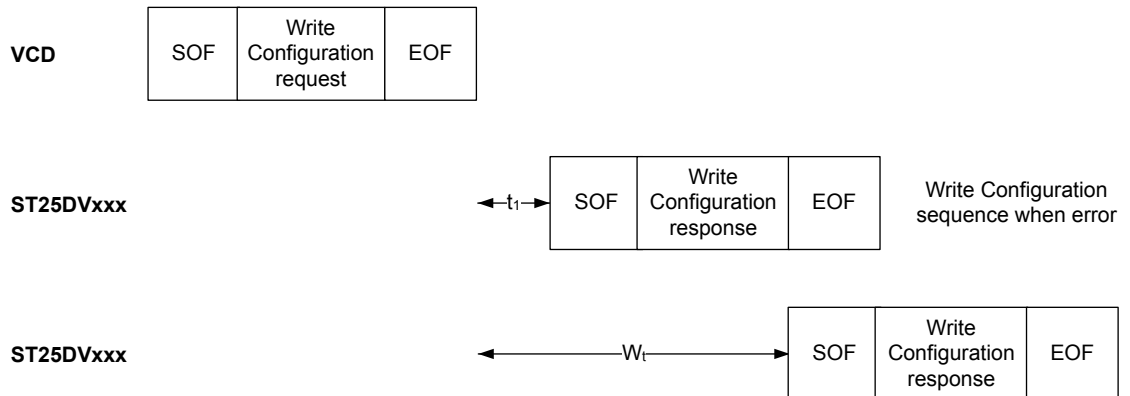 VCD
SOF
Write
Configuration
request
EOF
ST25DVxxx
t1
SOF
Write
Configuration
response
EOF
Write Configuration
sequence when error
ST25DVxxx
Wt
SOF
Write
Configuration
response
EOF